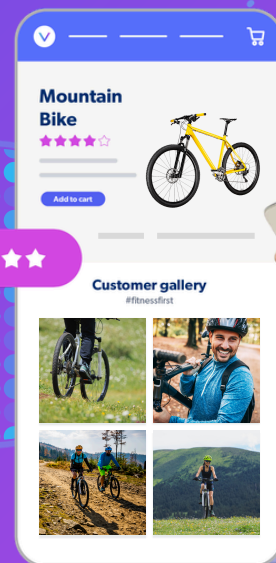 Mountain
Bike
Add to cart
Customer gallery
#fitnessfirst